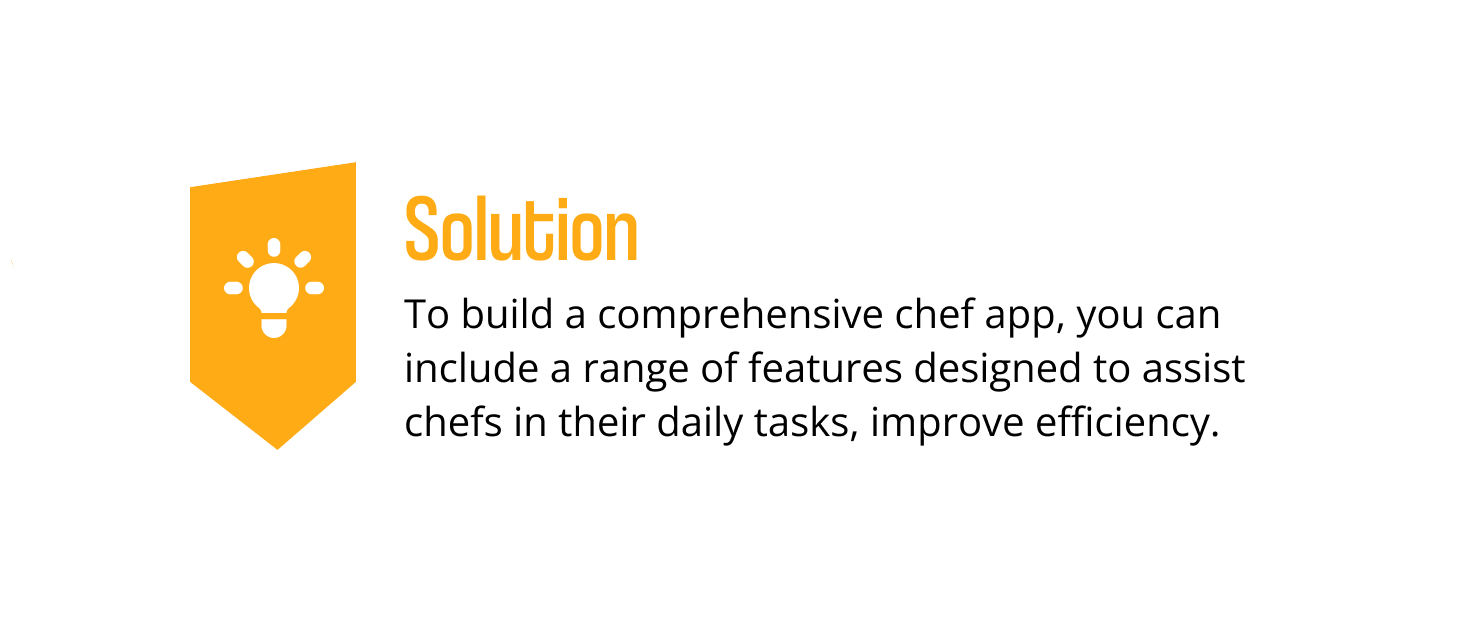 Solution
To build a comprehensive chef app, you can
include a range of features designed to assist
chefs in their daily tasks, improve efficiency.